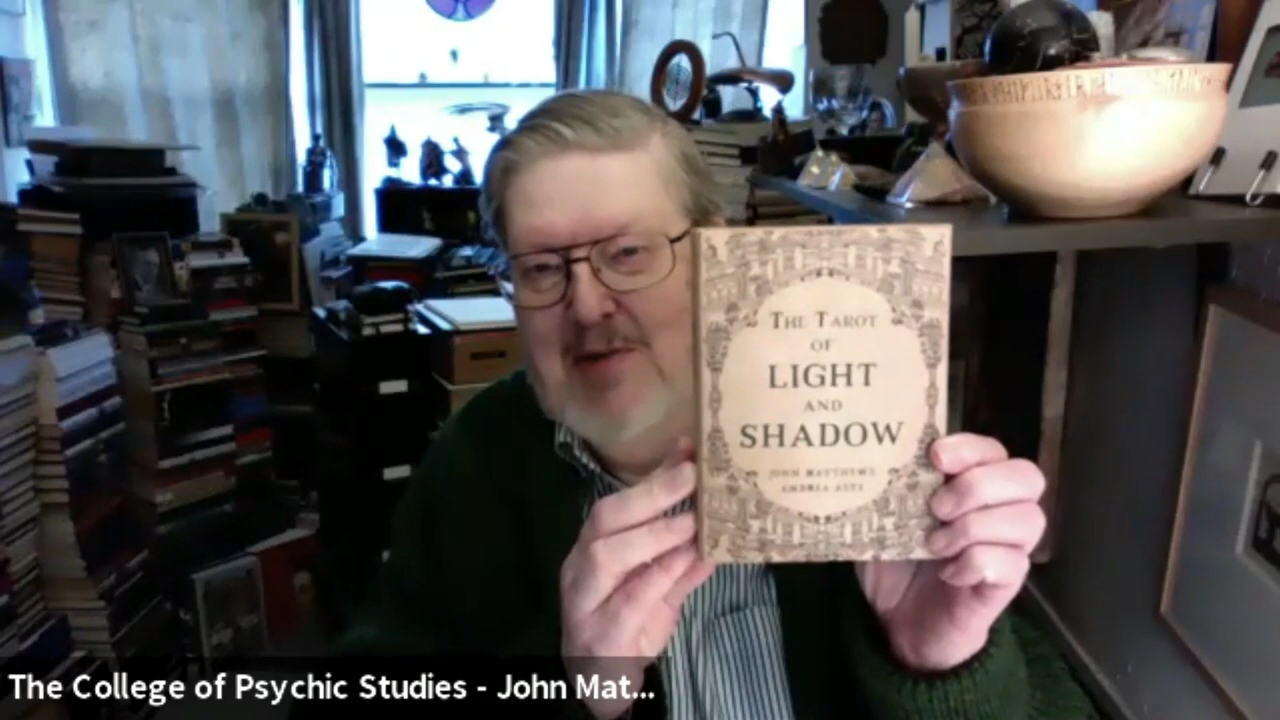 THE TAROT
OF
LIGHT
AND
SHADOW
JOHN MATTHEWS
ANDREA ASTE
The College of Psychic Studies - John Mat...